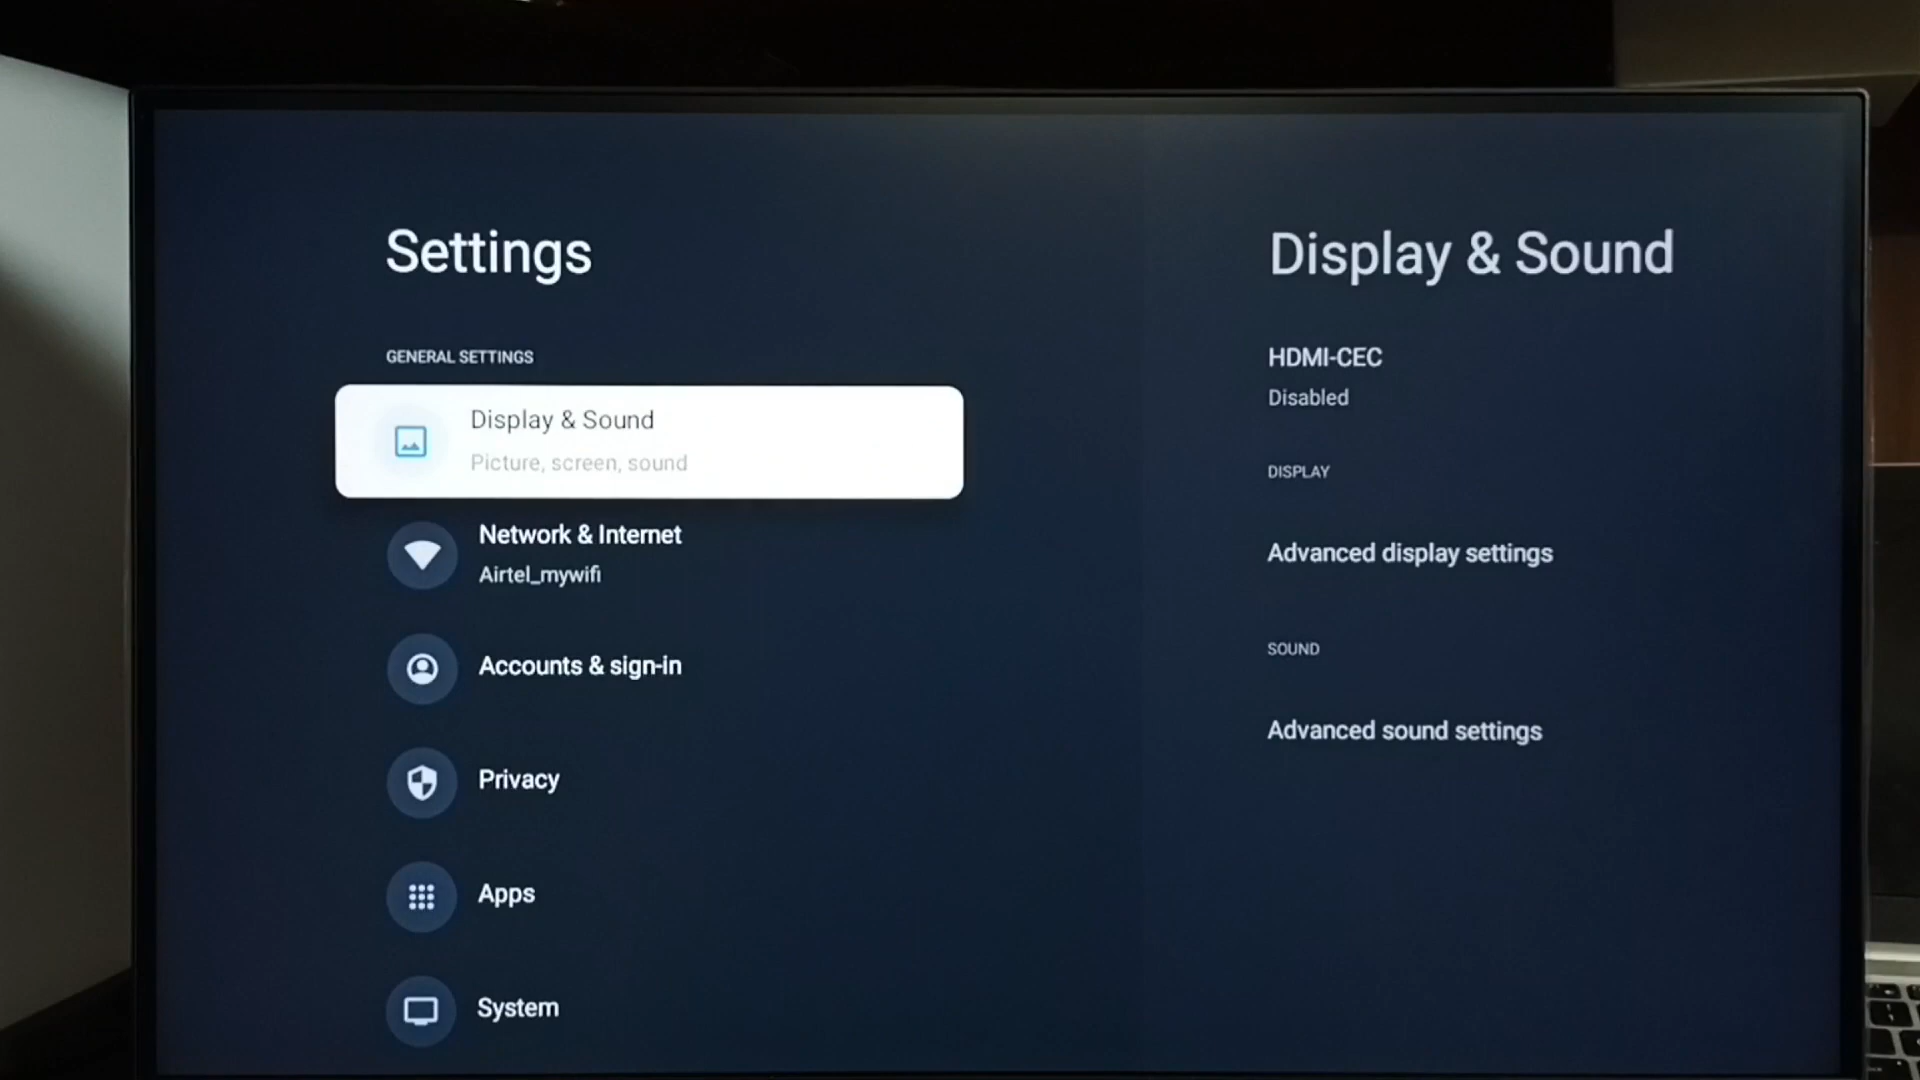 Settings
GENERAL SETTINGS
Display & Sound
Picture, screen, sound
Network & Internet
Airtel_mywifi
Accounts & sign-in
Privacy
Apps
System
Display & Sound
HDMI-CEC
Disabled
DISPLAY
Advanced display settings
SOUND
Advanced sound settings